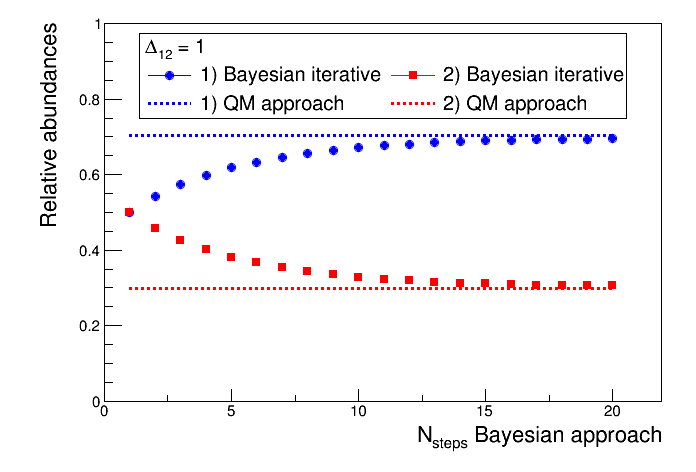 Relative abundances
1
0.8
0.6
0.4
0.2
0
Δ₁₂ = 1
1) Bayesian iterative 2) Bayesian iterative
1) QM approach 2) QM approach
0 5 10 15 20
N_steps Bayesian approach